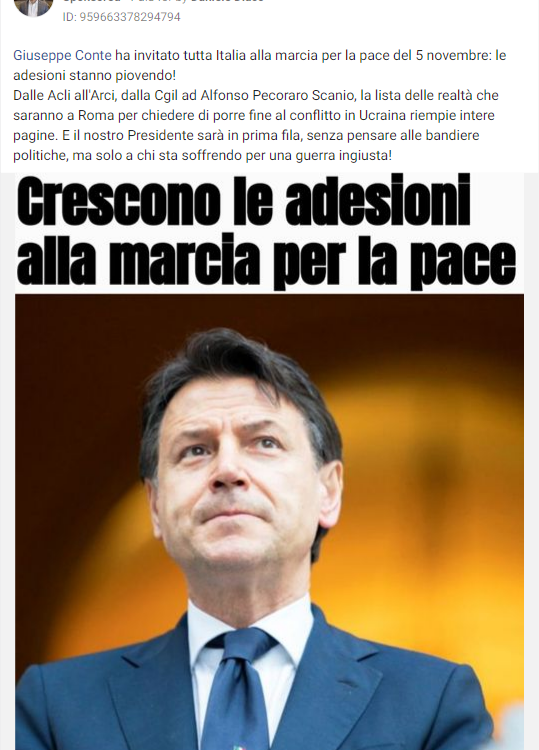 ID: 959663378294794
Giuseppe Conte ha invitato tutta Italia alla marcia per la pace del 5 novembre: le
adesioni stanno piovendo!
Dalle Acli all'Arci, dalla Cgil ad Alfonso Pecoraro Scanio, la lista delle realtà che
saranno a Roma per chiedere di porre fine al conflitto in Ucraina riempie intere
pagine. E il nostro Presidente sarà in prima fila, senza pensare alle bandiere
politiche, ma solo a chi sta soffrendo per una guerra ingiusta!
Crescono le adesioni
alla marcia per la pace